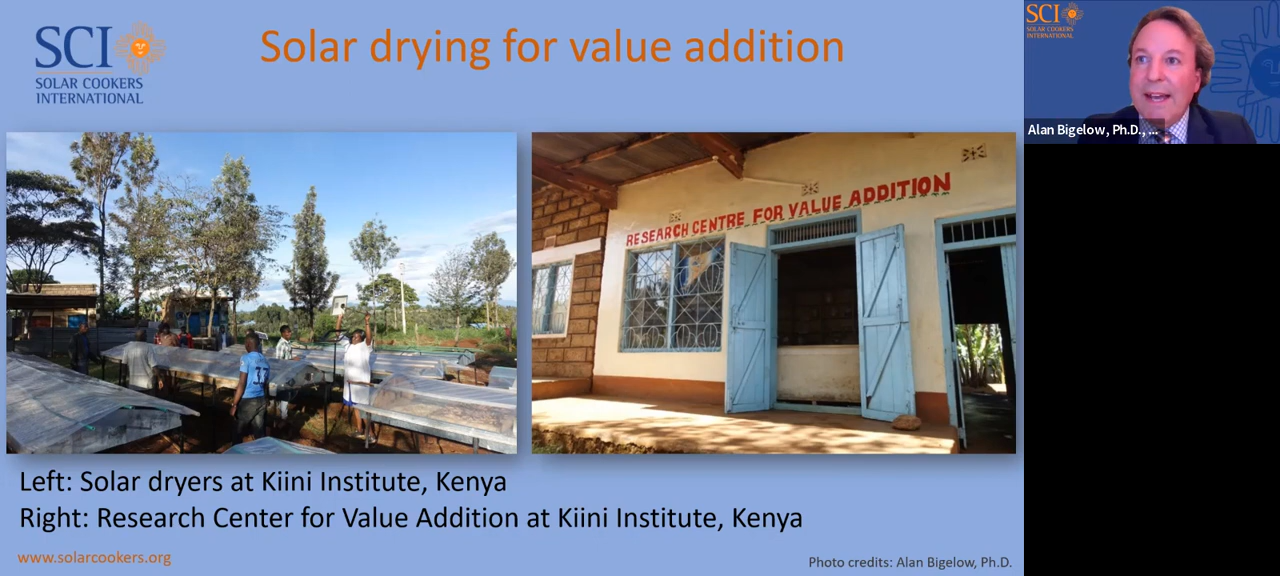 SCI
SOLAR COOKERS
INTERNATIONAL
Solar drying for value addition
RESEARCH CENTRE FOR VALUE ADDITION
37
Left: Solar dryers at Kiini Institute, Kenya
Right: Research Center for Value Addition at Kiini Institute, Kenya
www.solarcookers.org
Photo credits: Alan Bigelow, Ph.D.
SCI
SOLAR COOKERS
INTERNATIONAL
Alan Bigelow, Ph.D., ...